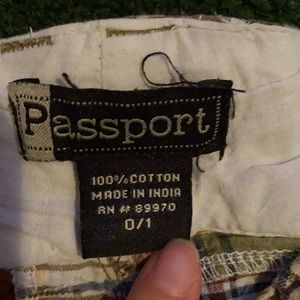 Passport
100% COTTON
MADE IN INDIA
RN # 89970
0/1